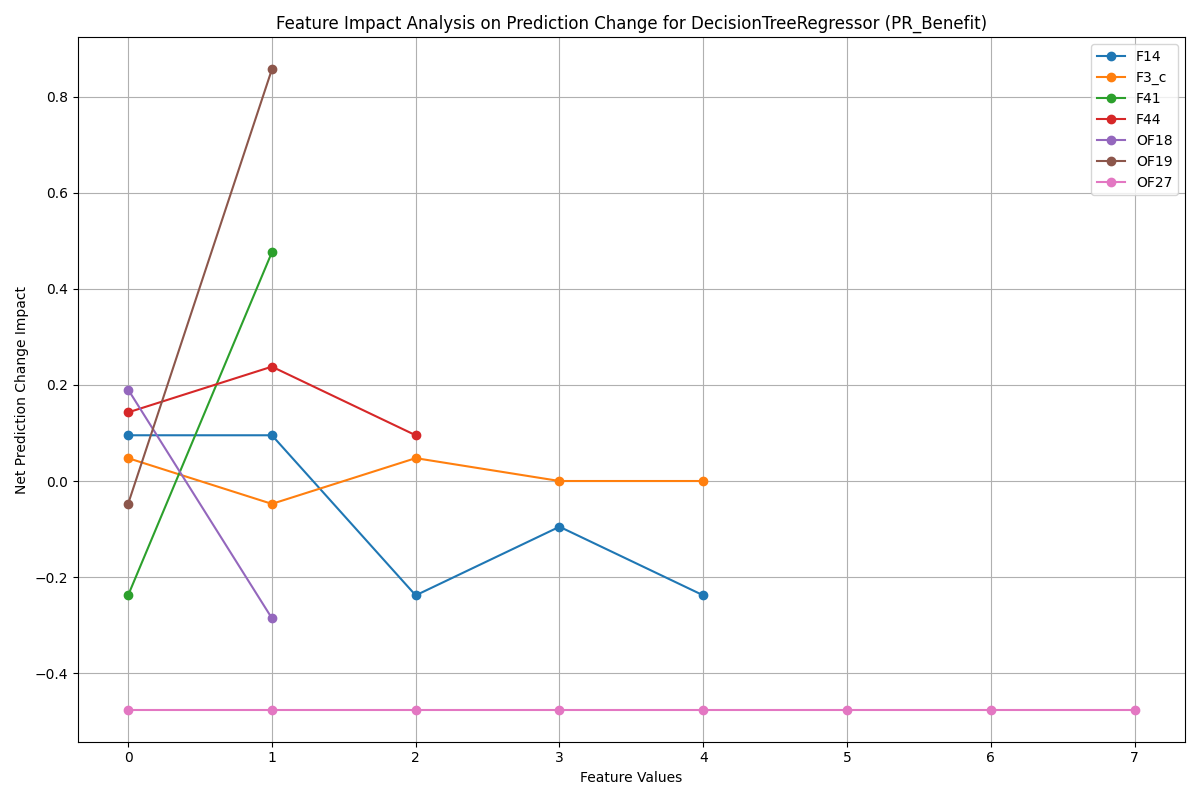 Feature Impact Analysis on Prediction Change for DecisionTreeRegressor (PR_Benefit)
F14
F3_c
F41
F44
OF18
OF19
OF27
Net Prediction Change Impact
0.8
0.6
0.4
0.2
0.0
−0.2
−0.4
0 1 2 3 4 5 6 7
Feature Values